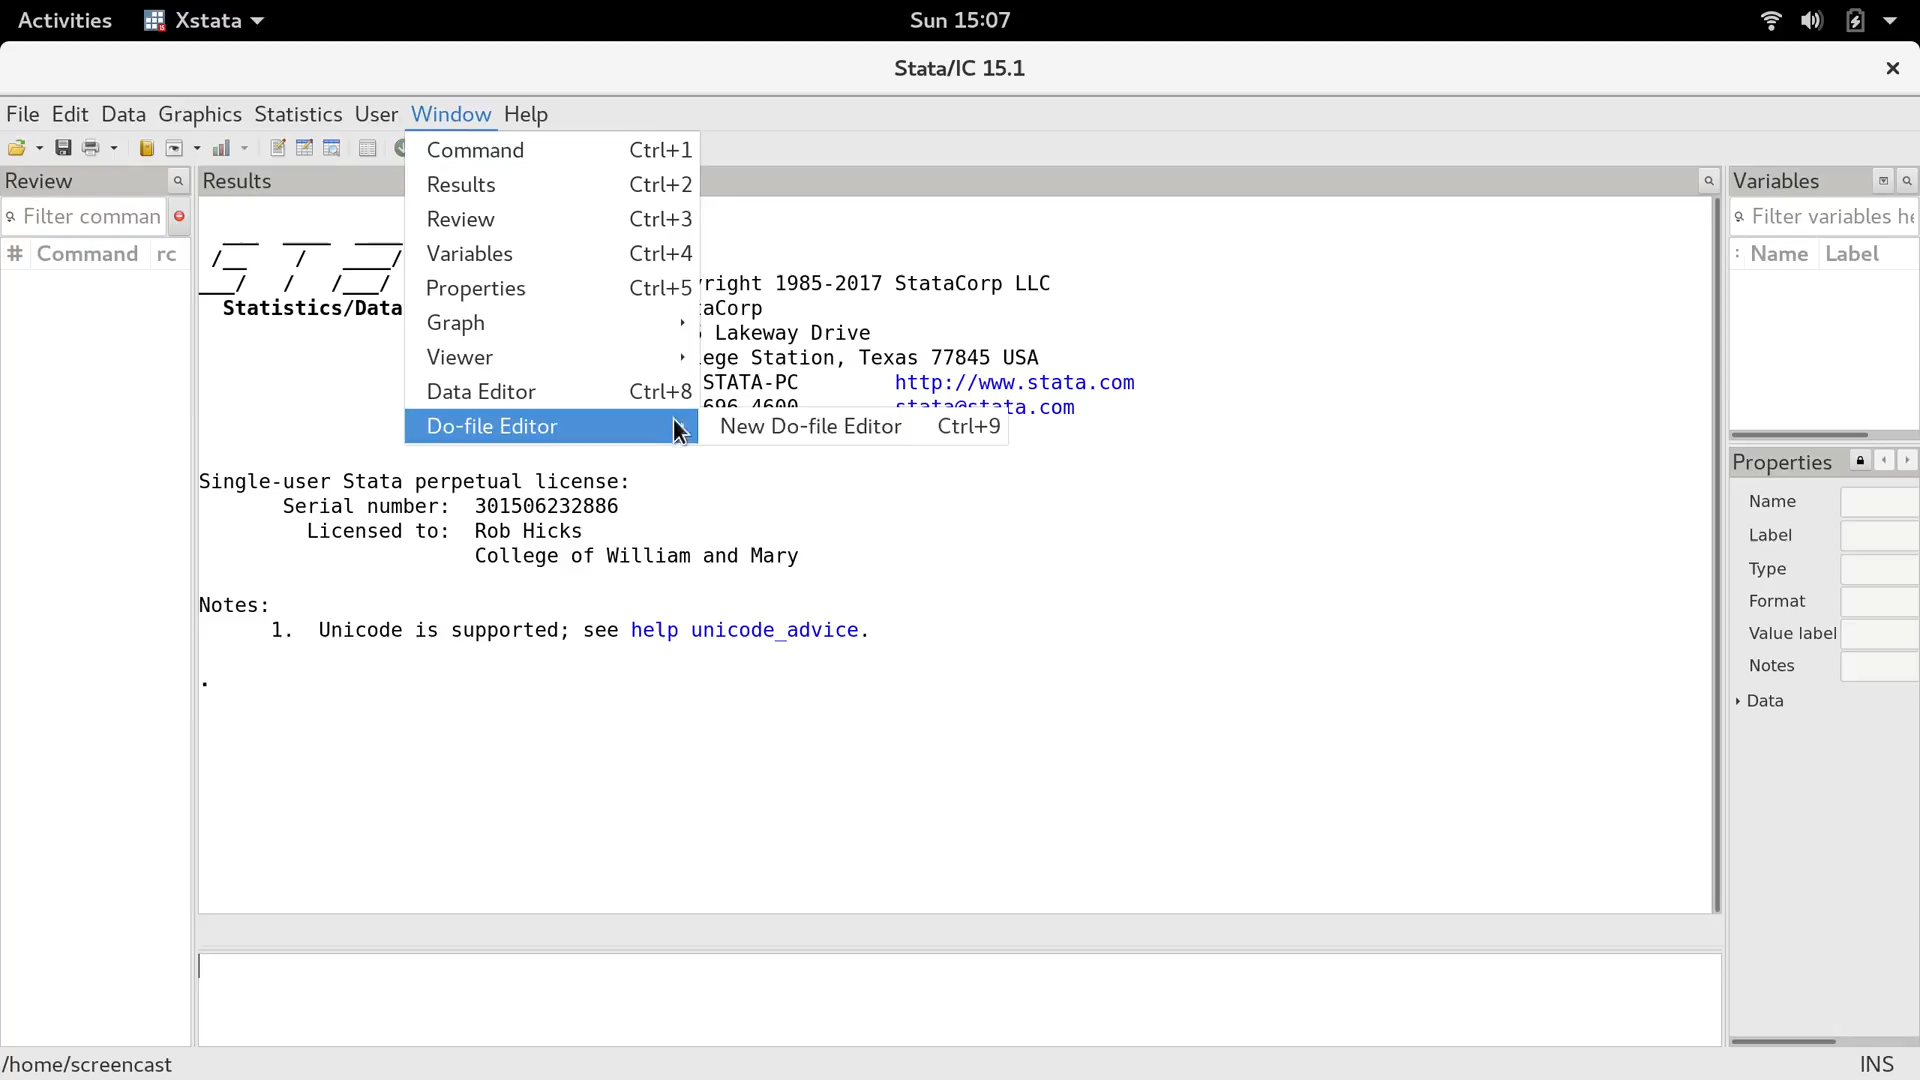 Activities Xstata Sun 15:07
Stata/IC 15.1
File Edit Data Graphics Statistics User Window Help
Review
Filter comman
# Command rc
Results
Command Ctrl+1
Results Ctrl+2
Review Ctrl+3
Variables Ctrl+4
Properties Ctrl+5
Graph
Viewer
Data Editor Ctrl+8
Do-file Editor
New Do-file Editor Ctrl+9
Statistics/Data
right 1985-2017 StataCorp LLC
aCorp
Lakeway Drive
ege Station, Texas 77845 USA
STATA-PC http://www.stata.com
696-4600 stata@stata.com
Single-user Stata perpetual license:
Serial number: 301506232886
Licensed to: Rob Hicks
College of William and Mary
Notes:
1. Unicode is supported; see help unicode_advice.
.
Variables
Filter variables he
Name Label
Properties
Name
Label
Type
Format
Value label
Notes
Data
/home/screencast
INS